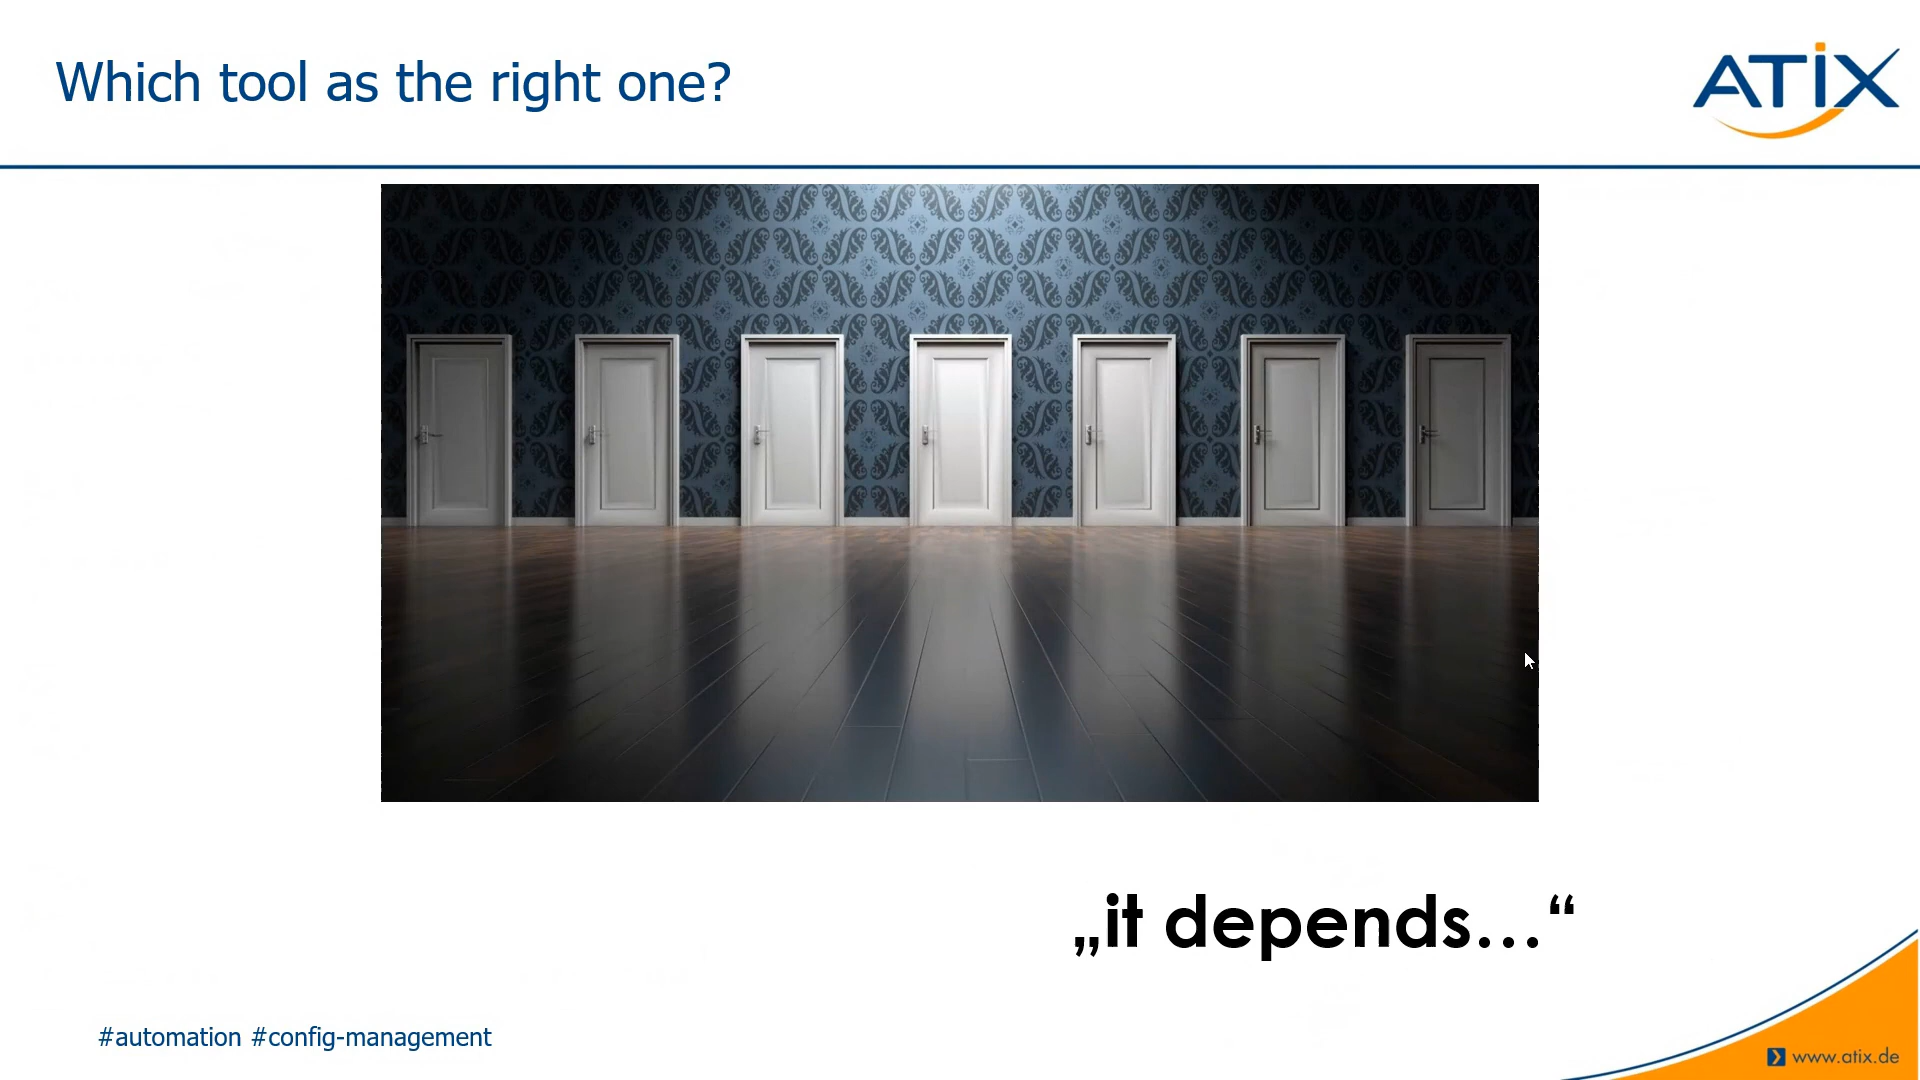 Which tool as the right one?
ATIX
„it depends...“
#automation #config-management
www.atix.de